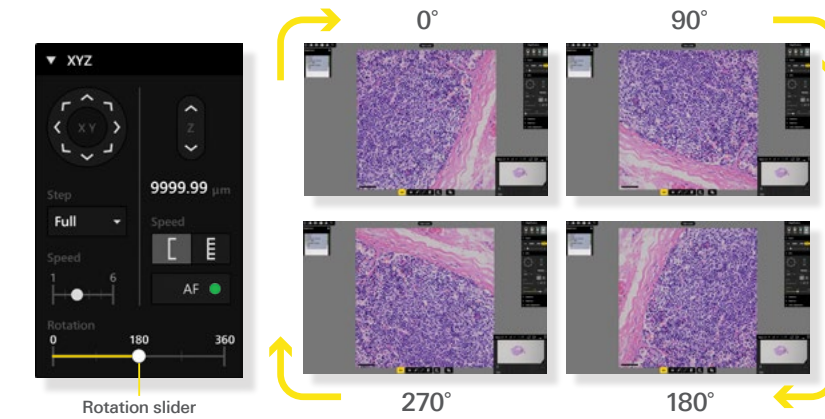 XYZ
X Y
Z
Step
9999.99 µm
Full
Speed
Speed
1 6
AF
Rotation
0 180 360
Rotation slider
0°
90°
270°
180°